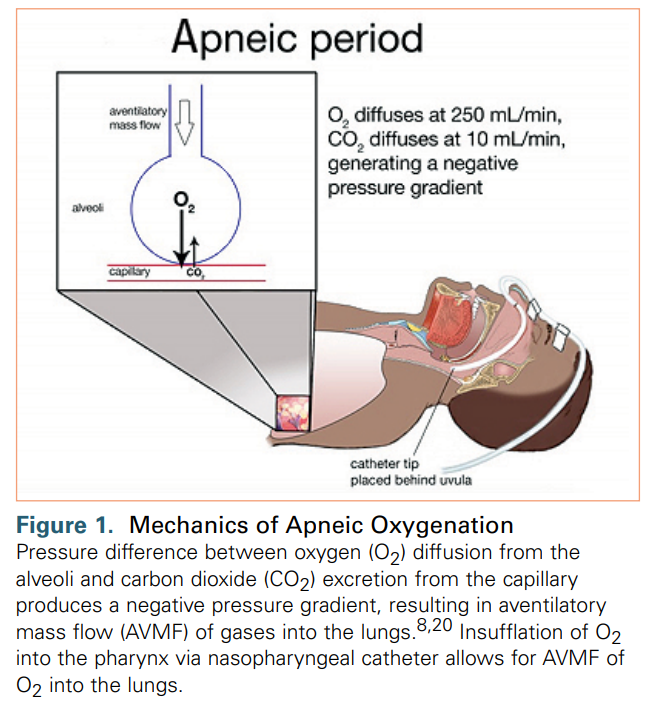 Apneic period
aventilatory
mass flow
O₂ diffuses at 250 mL/min,
CO₂ diffuses at 10 mL/min,
generating a negative
pressure gradient
alveoli
O₂
capillary
CO₂
catheter tip
placed behind uvula
Figure 1. Mechanics of Apneic Oxygenation
Pressure difference between oxygen (O₂) diffusion from the
alveoli and carbon dioxide (CO₂) excretion from the capillary
produces a negative pressure gradient, resulting in aventilatory
mass flow (AVMF) of gases into the lungs.⁸,²⁰ Insufflation of O₂
into the pharynx via nasopharyngeal catheter allows for AVMF of
O₂ into the lungs.